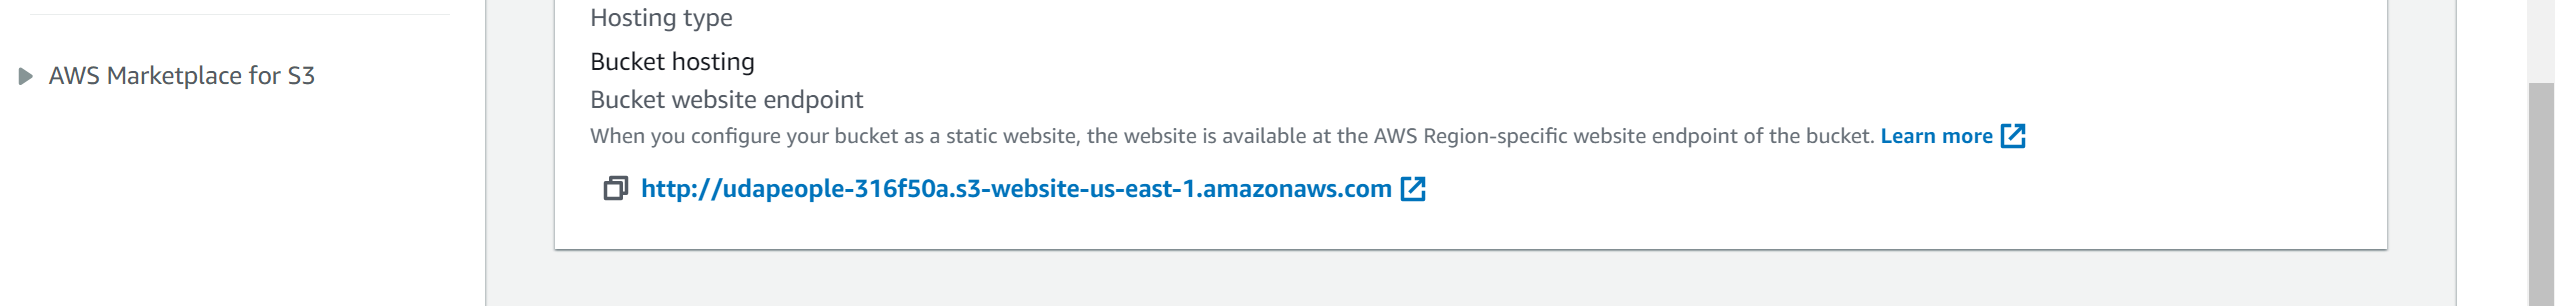 Hosting type
AWS Marketplace for S3
Bucket hosting
Bucket website endpoint
When you configure your bucket as a static website, the website is available at the AWS Region-specific website endpoint of the bucket. Learn more
http://udapeople-316f50a.s3-website-us-east-1.amazonaws.com